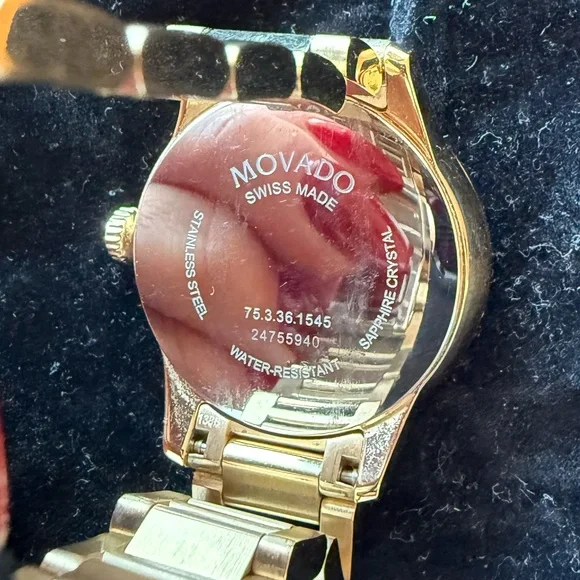 MOVADO
SWISS MADE
STAINLESS STEEL
SAPPHIRE CRYSTAL
75.3.36.1545
24755940
WATER-RESISTANT